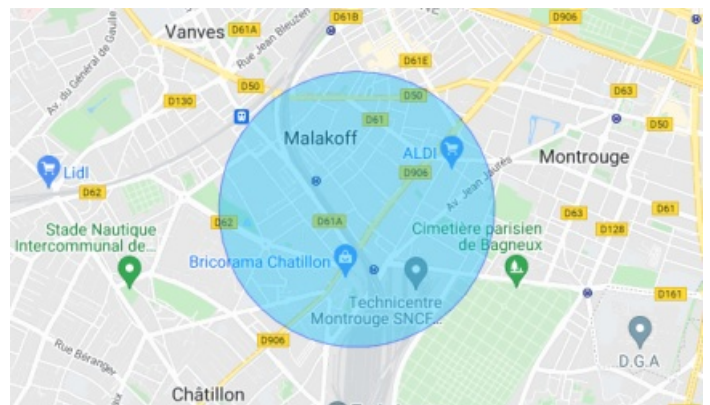 D61B
D906
Vanves
D61A
Rue Jean Bleuzen
Av. du Général de Gaulle
D61E
D50
D50
D63
D130
D61
D50
Malakoff
ALDI
Montrouge
Lidl
D906
Av. Jean Jaurès
D62
D62
D61A
D63
D61
D128
Stade Nautique
Intercommunal de...
Cimetière parisien
de Bagneux
Bricorama Chatillon
D161
Technicentre
Montrouge SNCF...
D906
Rue Béranger
D.G.A
Châtillon